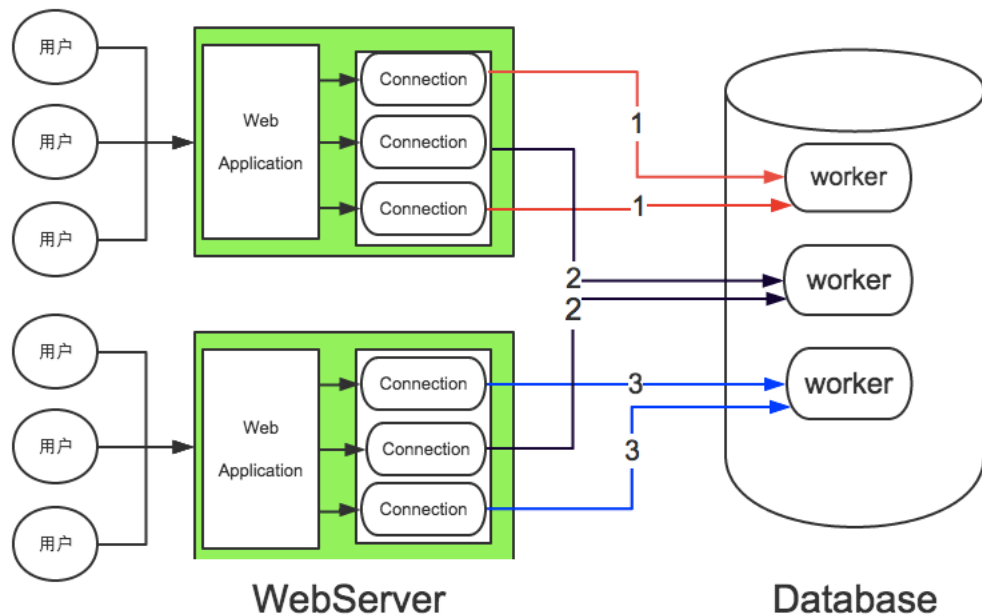 用户
用户
用户
Web
Application
Connection
Connection
Connection
1
1
2
2
worker
worker
worker
用户
用户
用户
Web
Application
Connection
Connection
Connection
3
3
WebServer
Database